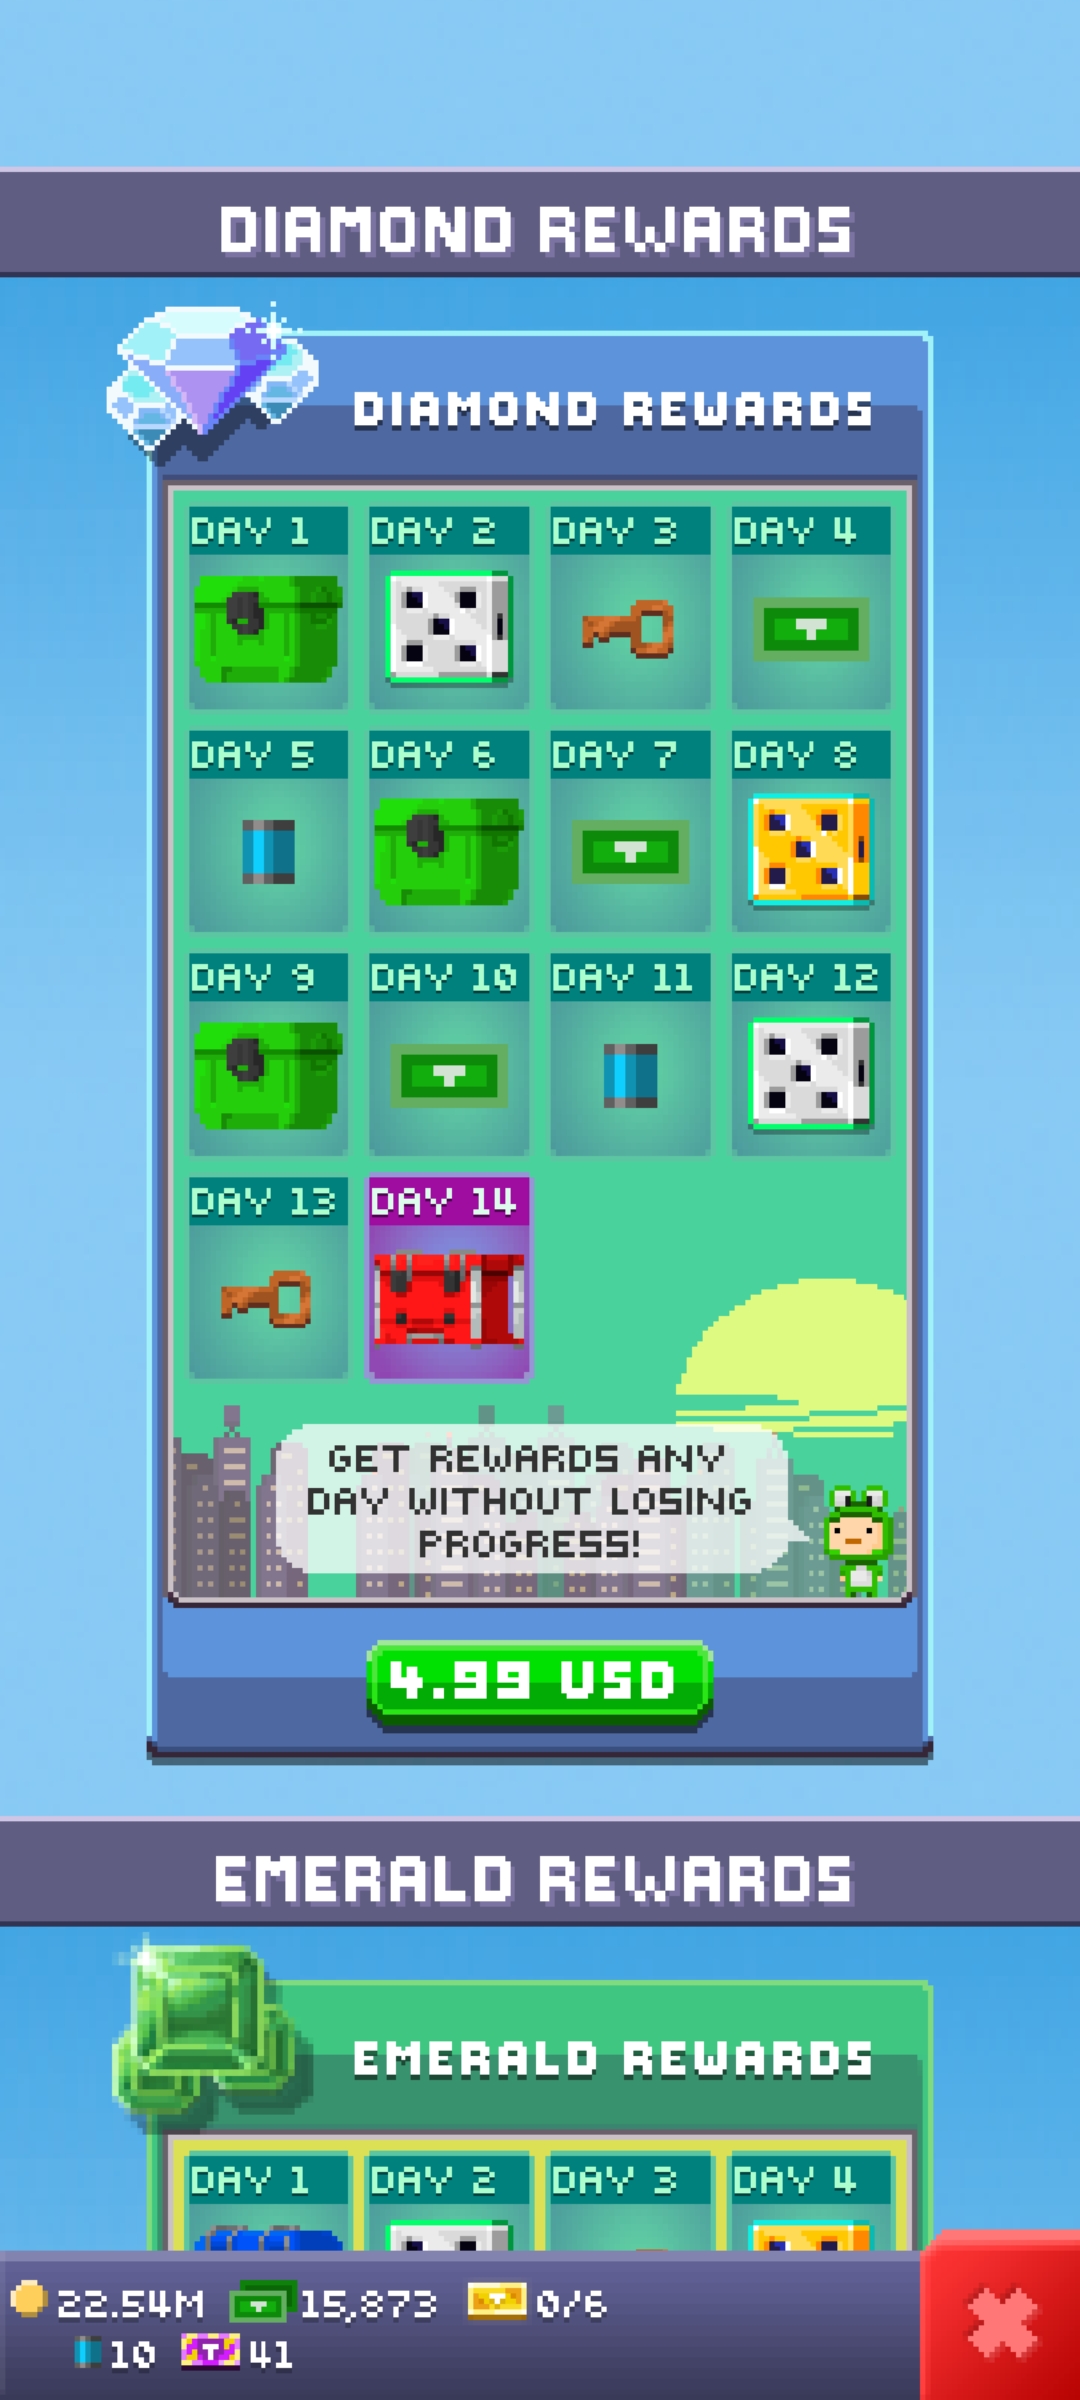 DIAMOND REWARDS
DIAMOND REWARDS
DAY 1 DAY 2 DAY 3 DAY 4
DAY 5 DAY 6 DAY 7 DAY 8
DAY 9 DAY 10 DAY 11 DAY 12
DAY 13 DAY 14
GET REWARDS ANY
DAY WITHOUT LOSING
PROGRESS!
4.99 USD
EMERALD REWARDS
EMERALD REWARDS
DAY 1 DAY 2 DAY 3 DAY 4
22.54M 15,873 0/6
10 41